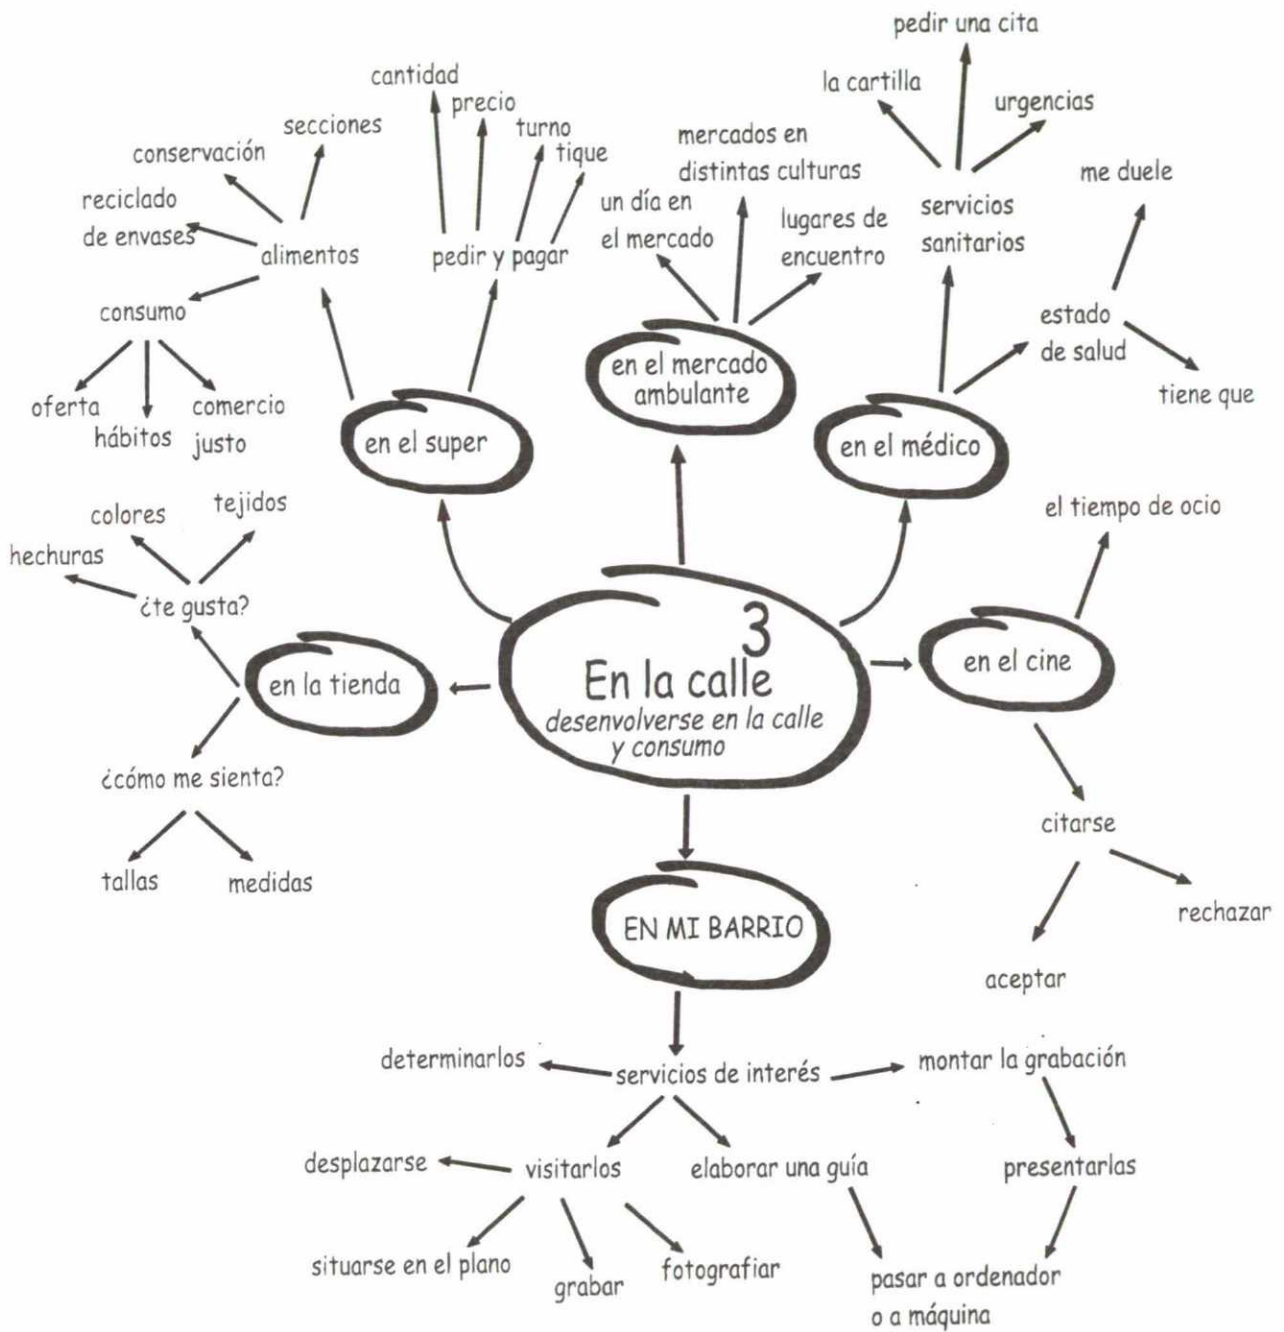 pedir una cita
la cartilla
urgencias
cantidad
precio
turno
tique
secciones
conservación
reciclado
de envases
alimentos
pedir y pagar
mercados en
distintas culturas
un día en
el mercado
lugares de
encuentro
servicios
sanitarios
me duele
estado
de salud
tiene que
consumo
oferta
hábitos
comercio
justo
en el super
en el mercado
ambulante
en el médico
tejidos
colores
hechuras
¿te gusta?
en la tienda
¿cómo me sienta?
tallas
medidas
3
En la calle
desenvolverse en la calle
y consumo
el tiempo de ocio
en el cine
citarse
rechazar
aceptar
EN MI BARRIO
determinarlos
servicios de interés
montar la grabación
desplazarse
visitarlos
elaborar una guía
presentarlas
situarse en el plano
grabar
fotografiar
pasar a ordenador
o a máquina